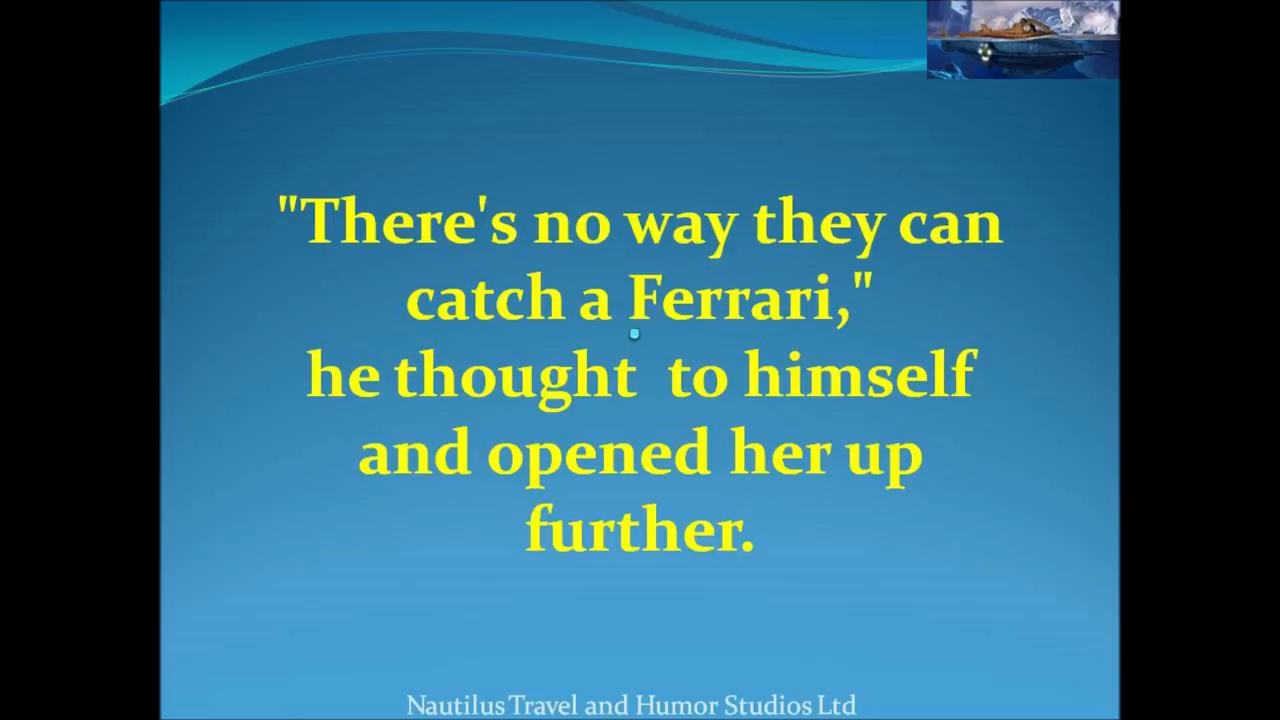 "There's no way they can
catch a Ferrari,"
he thought  to himself
and opened her up
further.
Nautilus Travel and Humor Studios Ltd